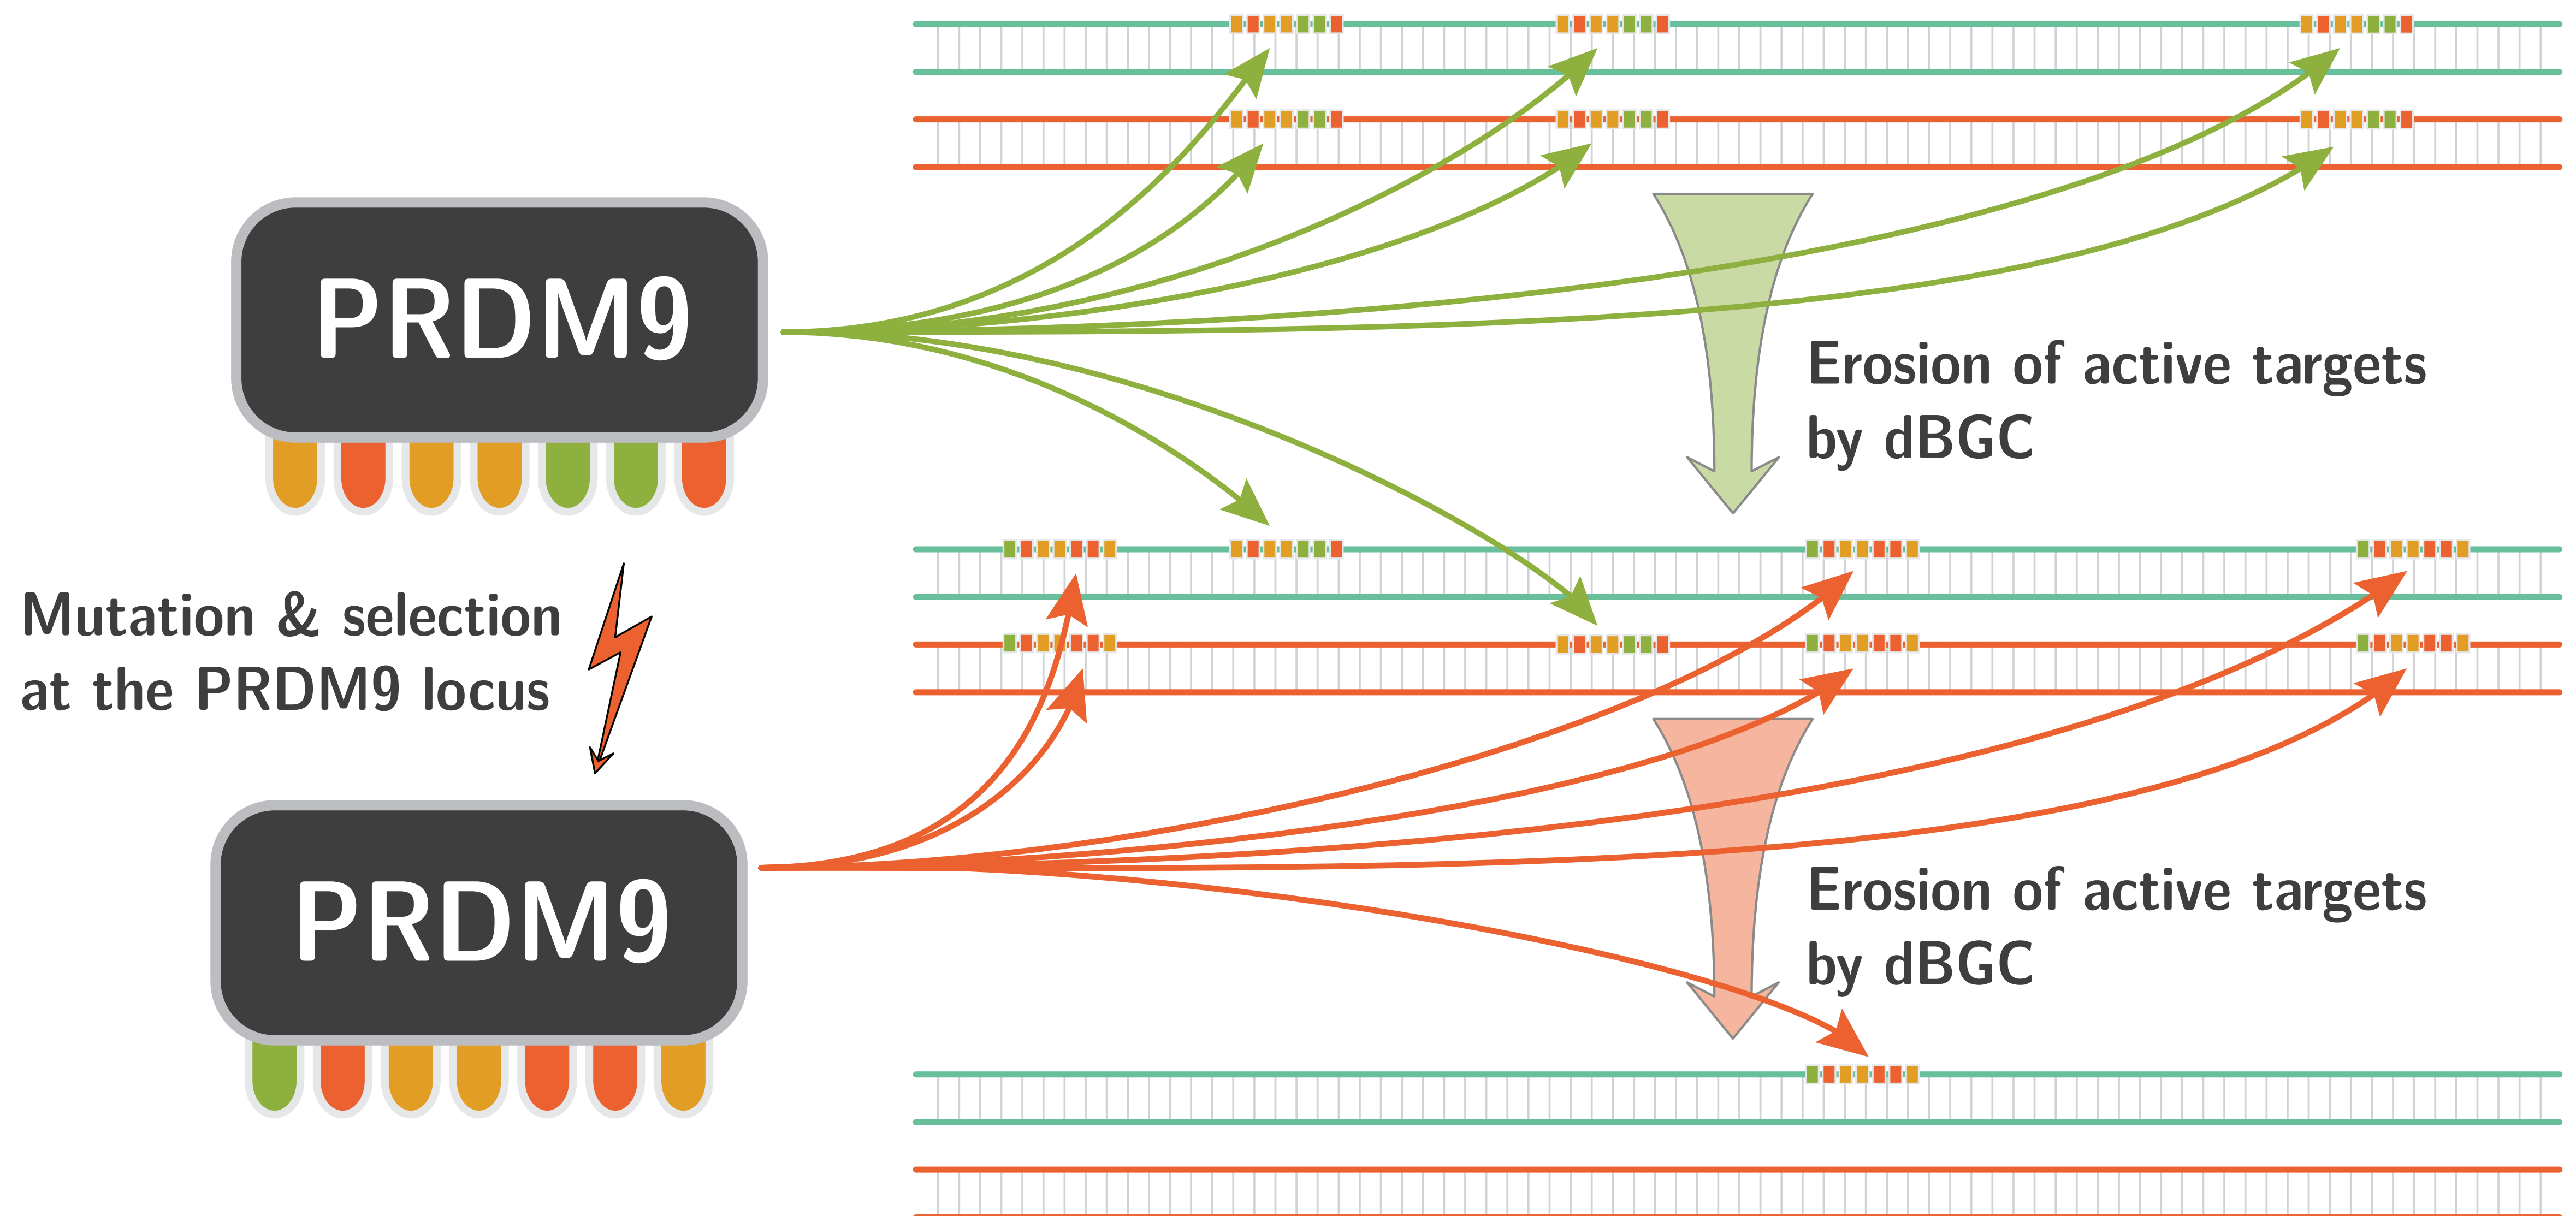 PRDM9
Erosion of active targets
by dBGC
Mutation & selection
at the PRDM9 locus
PRDM9
Erosion of active targets
by dBGC